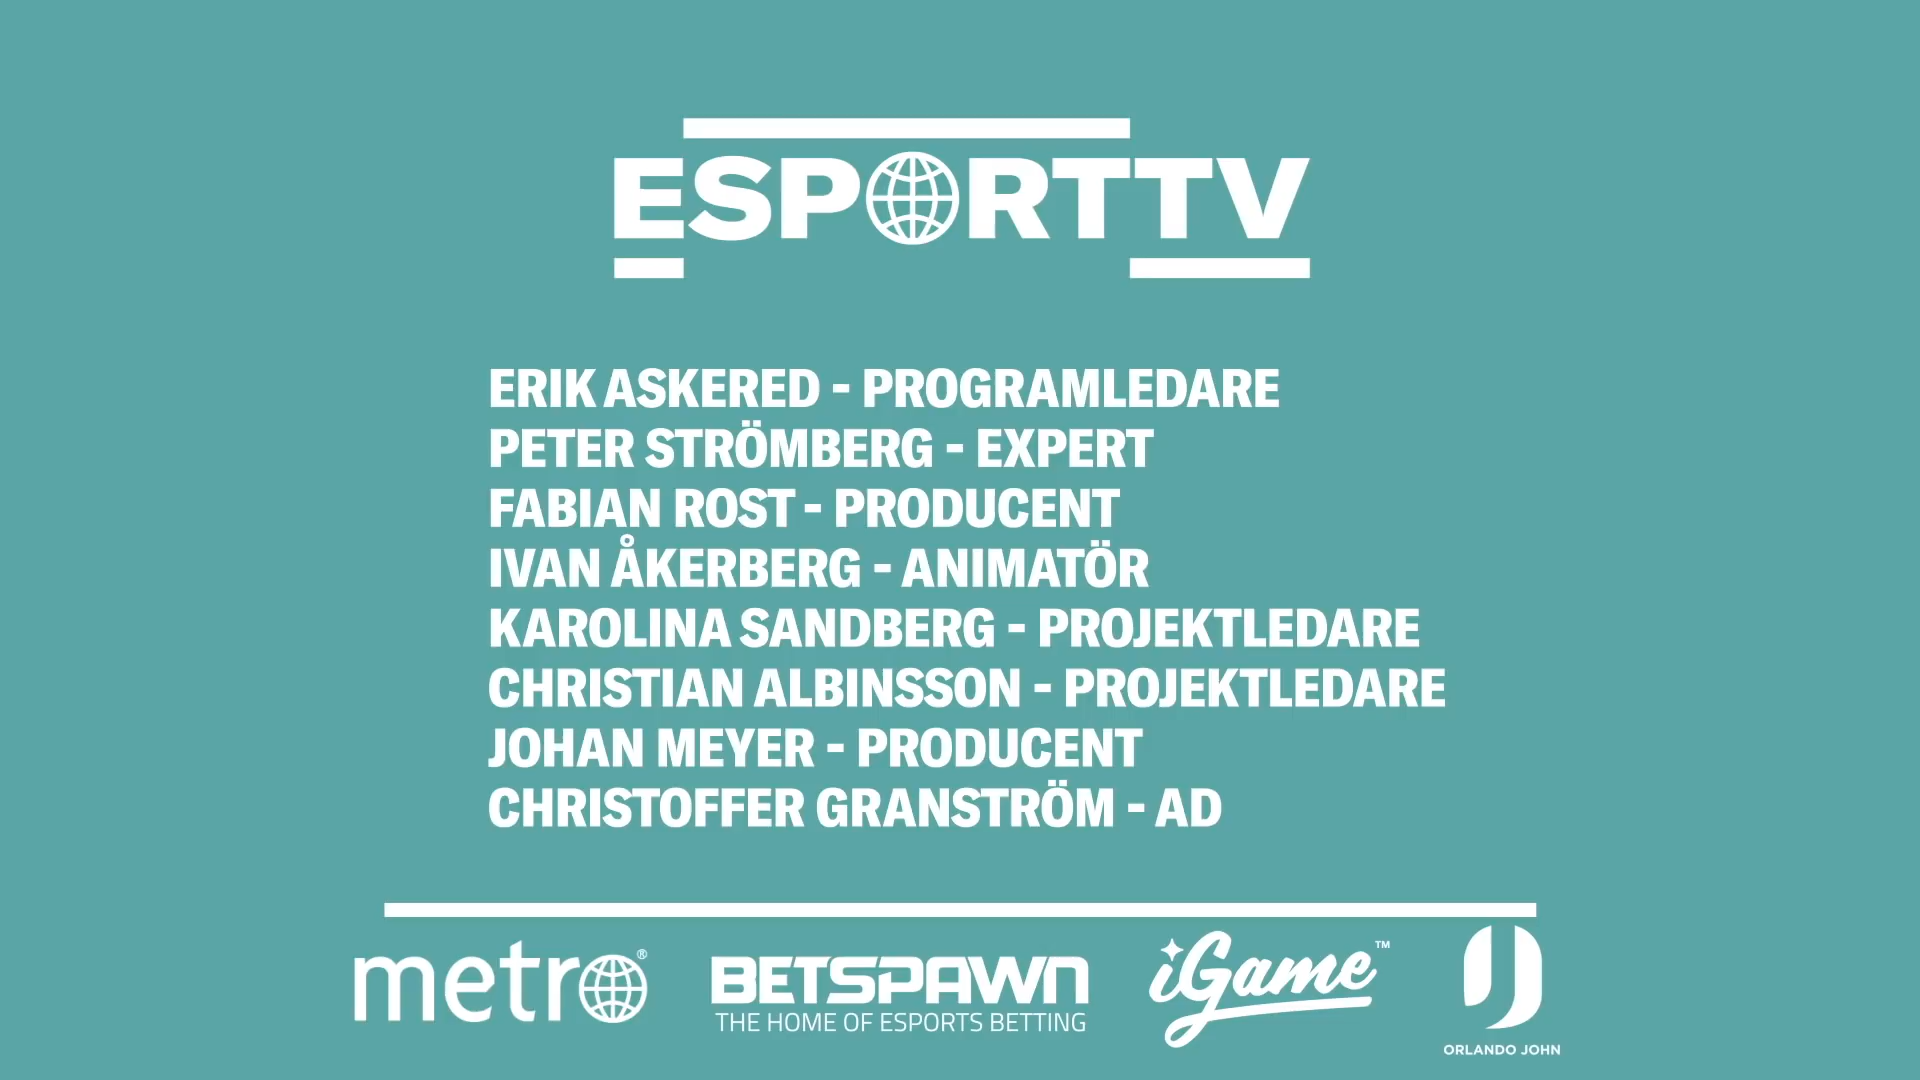 ESPORTTV
ERIK ASKERED - PROGRAMLEDARE
PETER STRÖMBERG - EXPERT
FABIAN ROST - PRODUCENT
IVAN ÅKERBERG - ANIMATÖR
KAROLINA SANDBERG - PROJEKTLEDARE
CHRISTIAN ALBINSSON - PROJEKTLEDARE
JOHAN MEYER - PRODUCENT
CHRISTOFFER GRANSTRÖM - AD
metro®
BETSPAWN
THE HOME OF ESPORTS BETTING
iGame™
ORLANDO JOHN